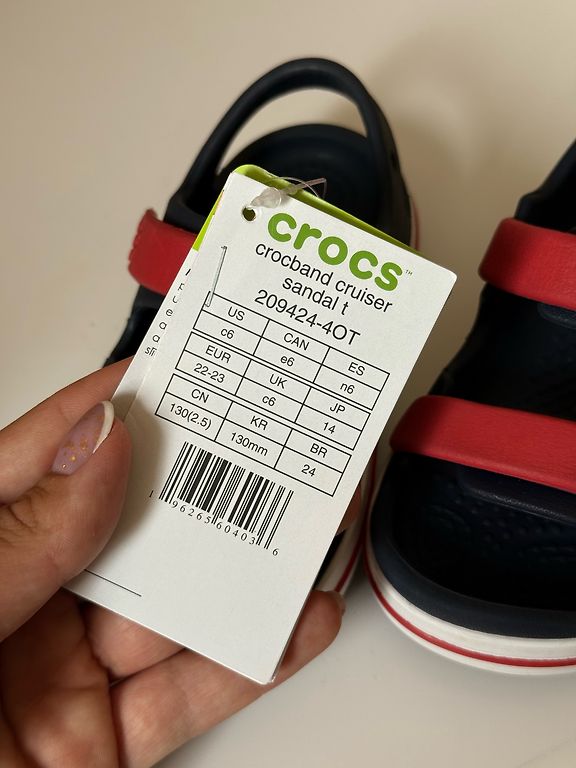 crocs™
crocband cruiser
sandal t
209424-4OT
US CAN ES
c6 e6 n6
EUR UK JP
22-23 c6 14
CN KR BR
130(2.5) 130mm 24
1 96265 60403 6